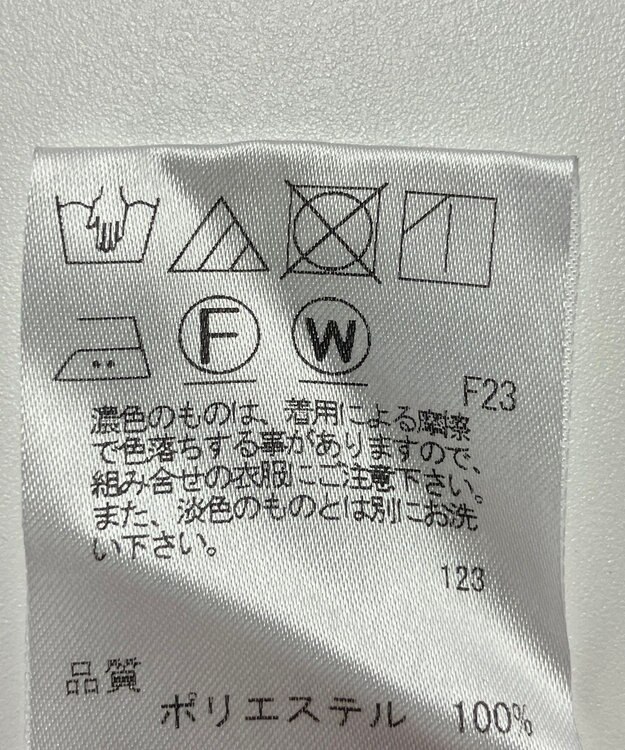 F W
F23
濃色のものは、着用による摩擦
で色落ちする事がありますので、
組み合せの衣服にご注意下さい。
また、淡色のものとは別にお洗
い下さい。
123
品質
ポリエステル 100%